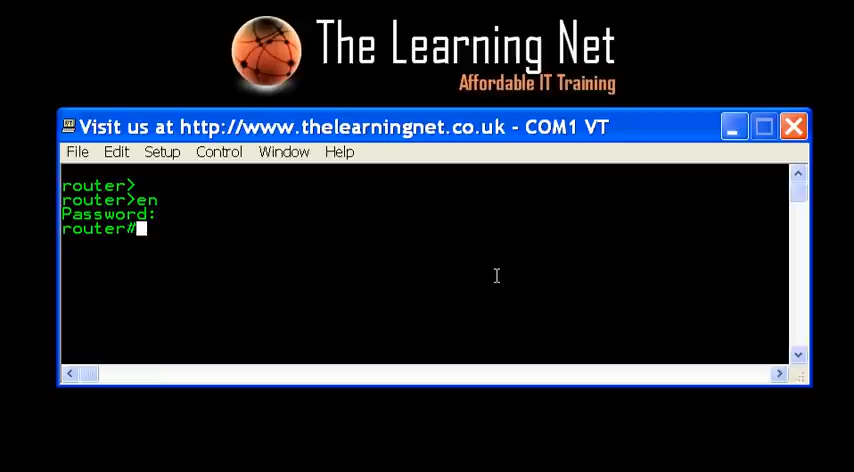 The Learning Net
Affordable IT Training
Visit us at http://www.thelearningnet.co.uk - COM1 VT
File Edit Setup Control Window Help
router>
router>en
Password:
router#